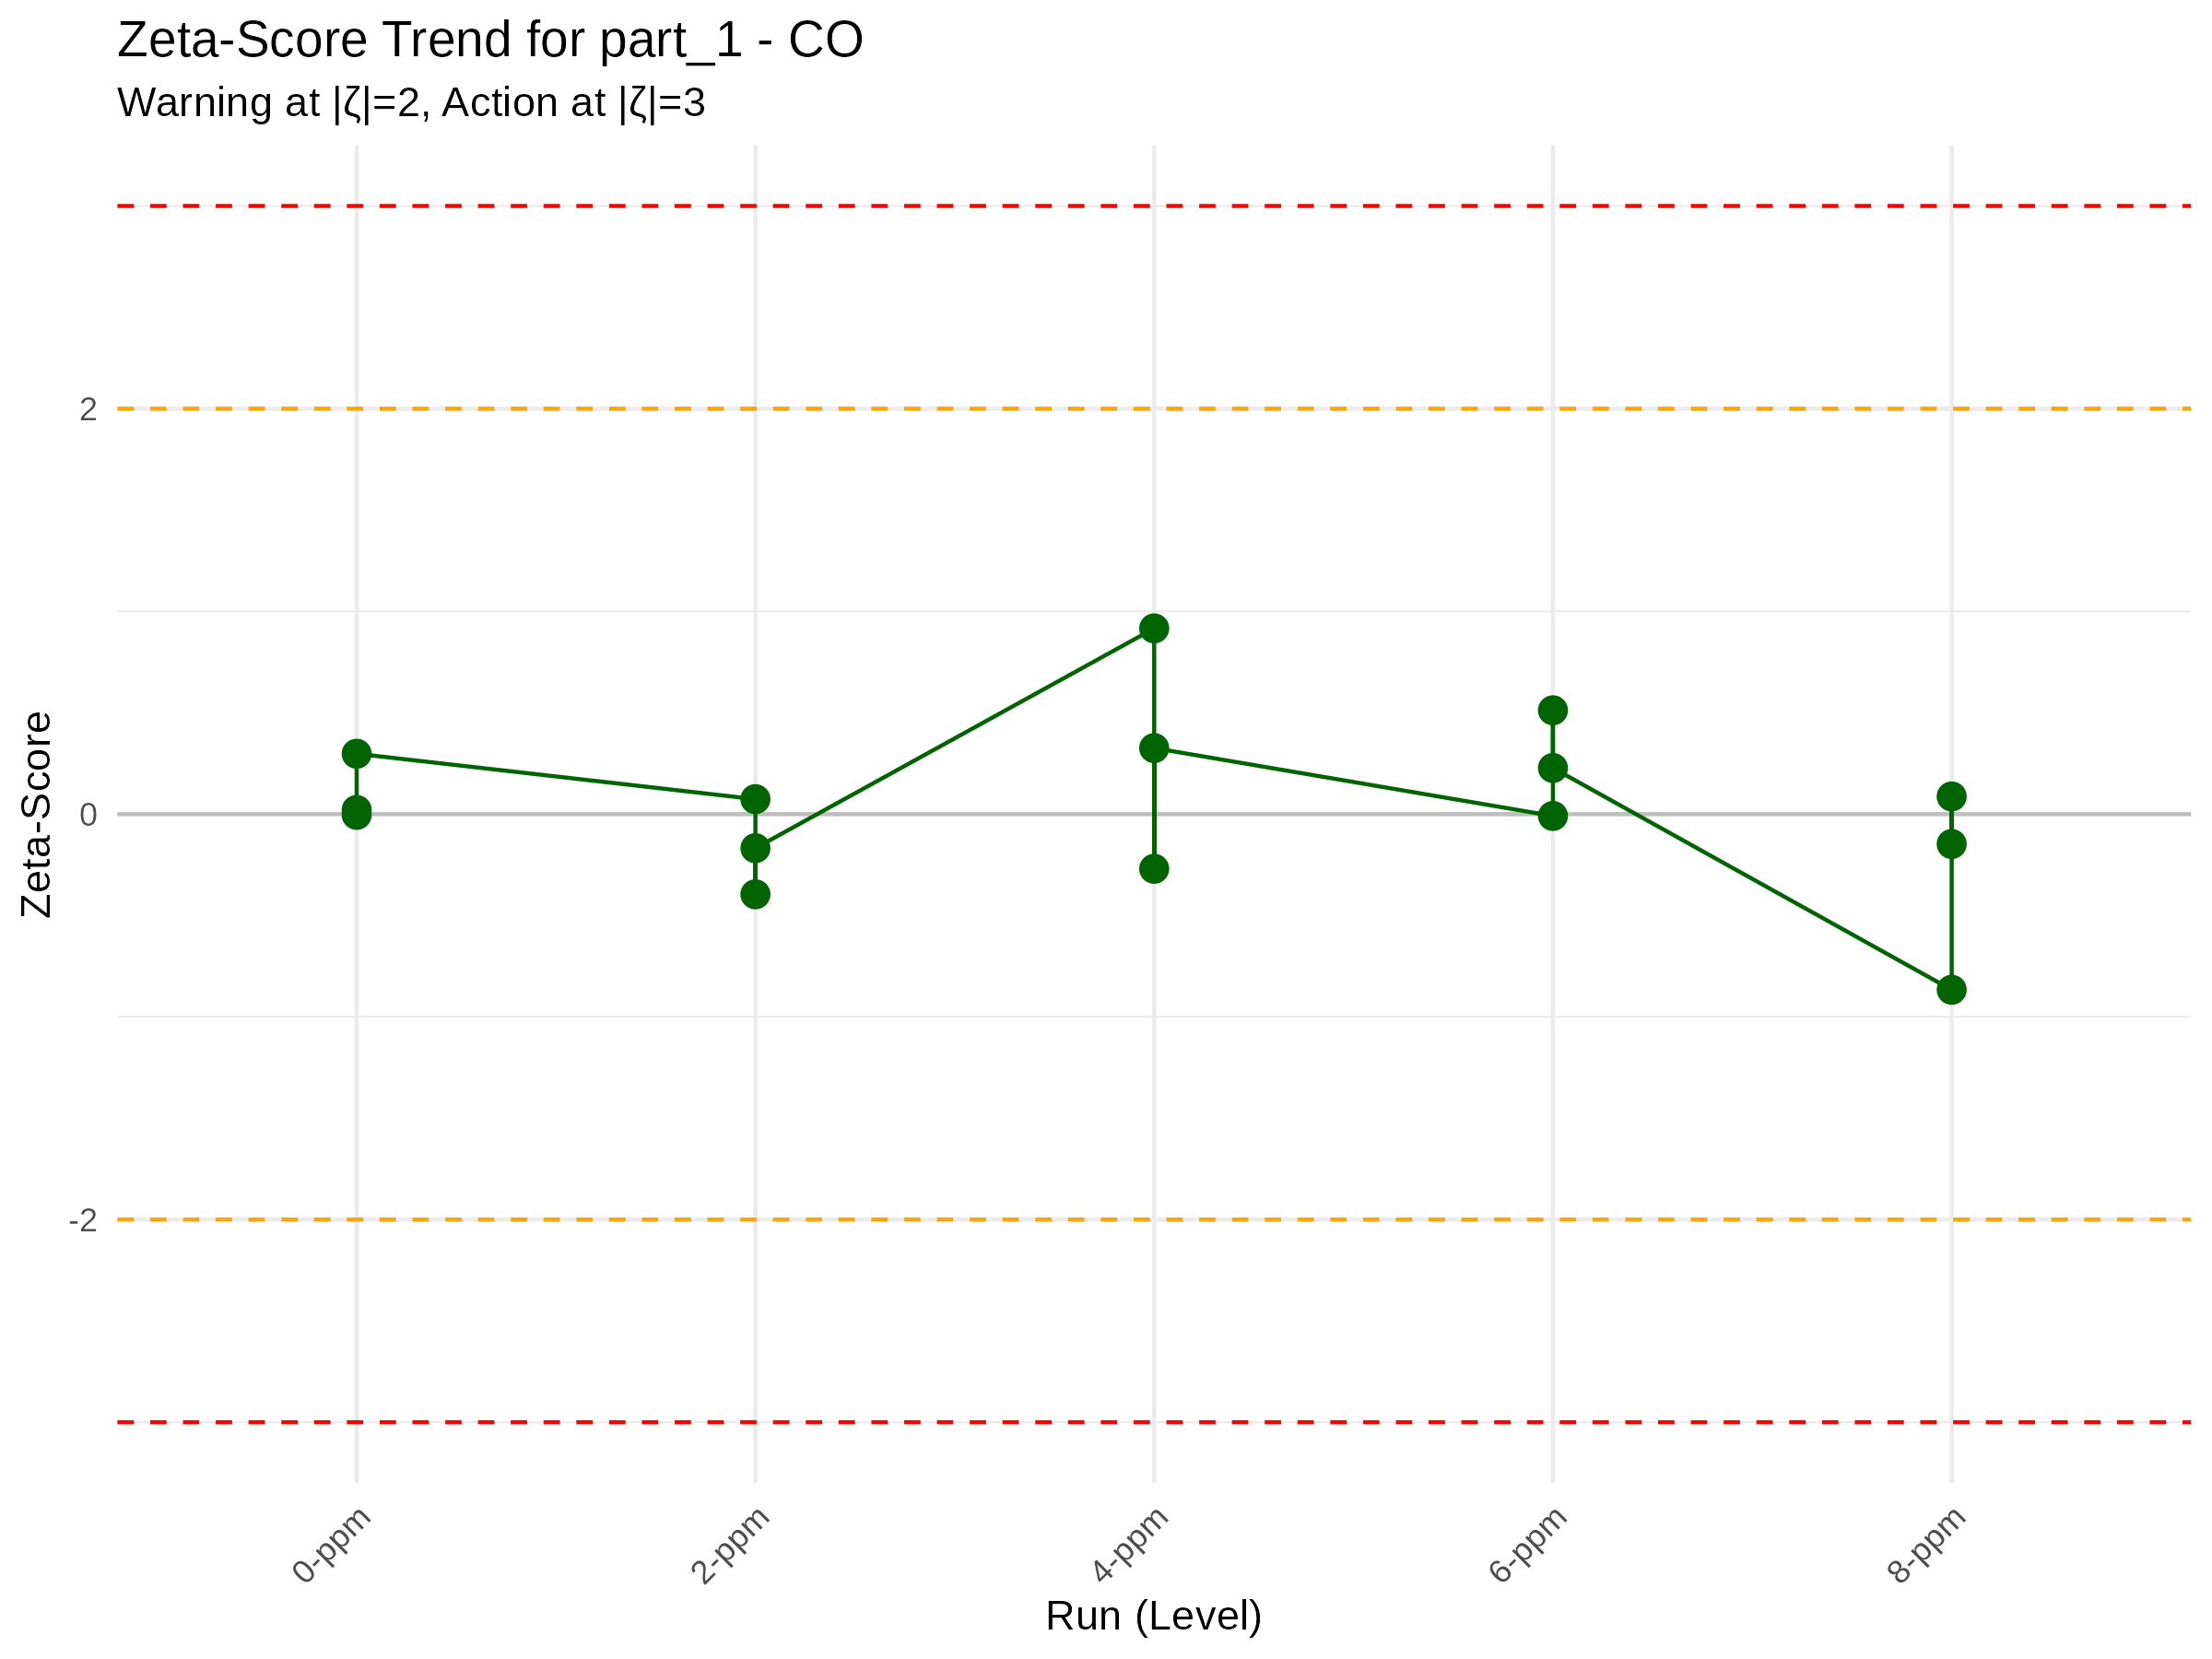 Zeta-Score Trend for part_1 - CO
Warning at |ζ|=2, Action at |ζ|=3
Zeta-Score
2
0
-2
0-ppm
2-ppm
4-ppm
6-ppm
8-ppm
Run (Level)